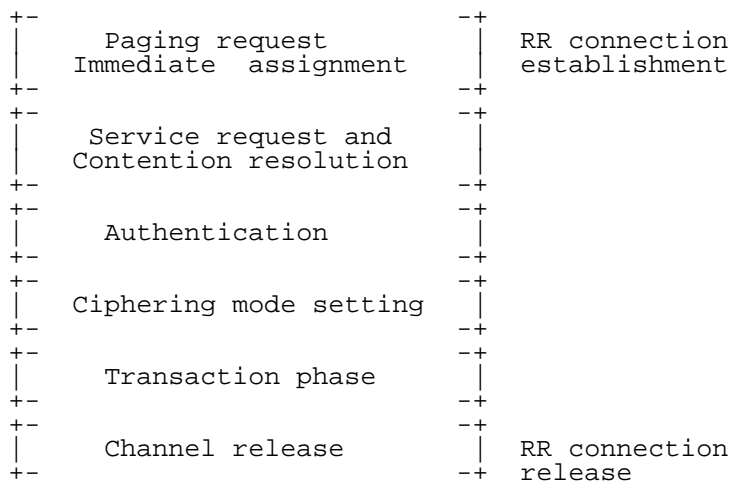 +-                          -+
|     Paging request         |  RR connection
|   Immediate  assignment    |  establishment
+-                          -+
+-                          -+
|    Service request and     |
|   Contention resolution    |
+-                          -+
+-                          -+
|     Authentication         |
+-                          -+
+-                          -+
|   Ciphering mode setting   |
+-                          -+
+-                          -+
|     Transaction phase      |
+-                          -+
+-                          -+
|     Channel release        |  RR connection
+-                          -+  release